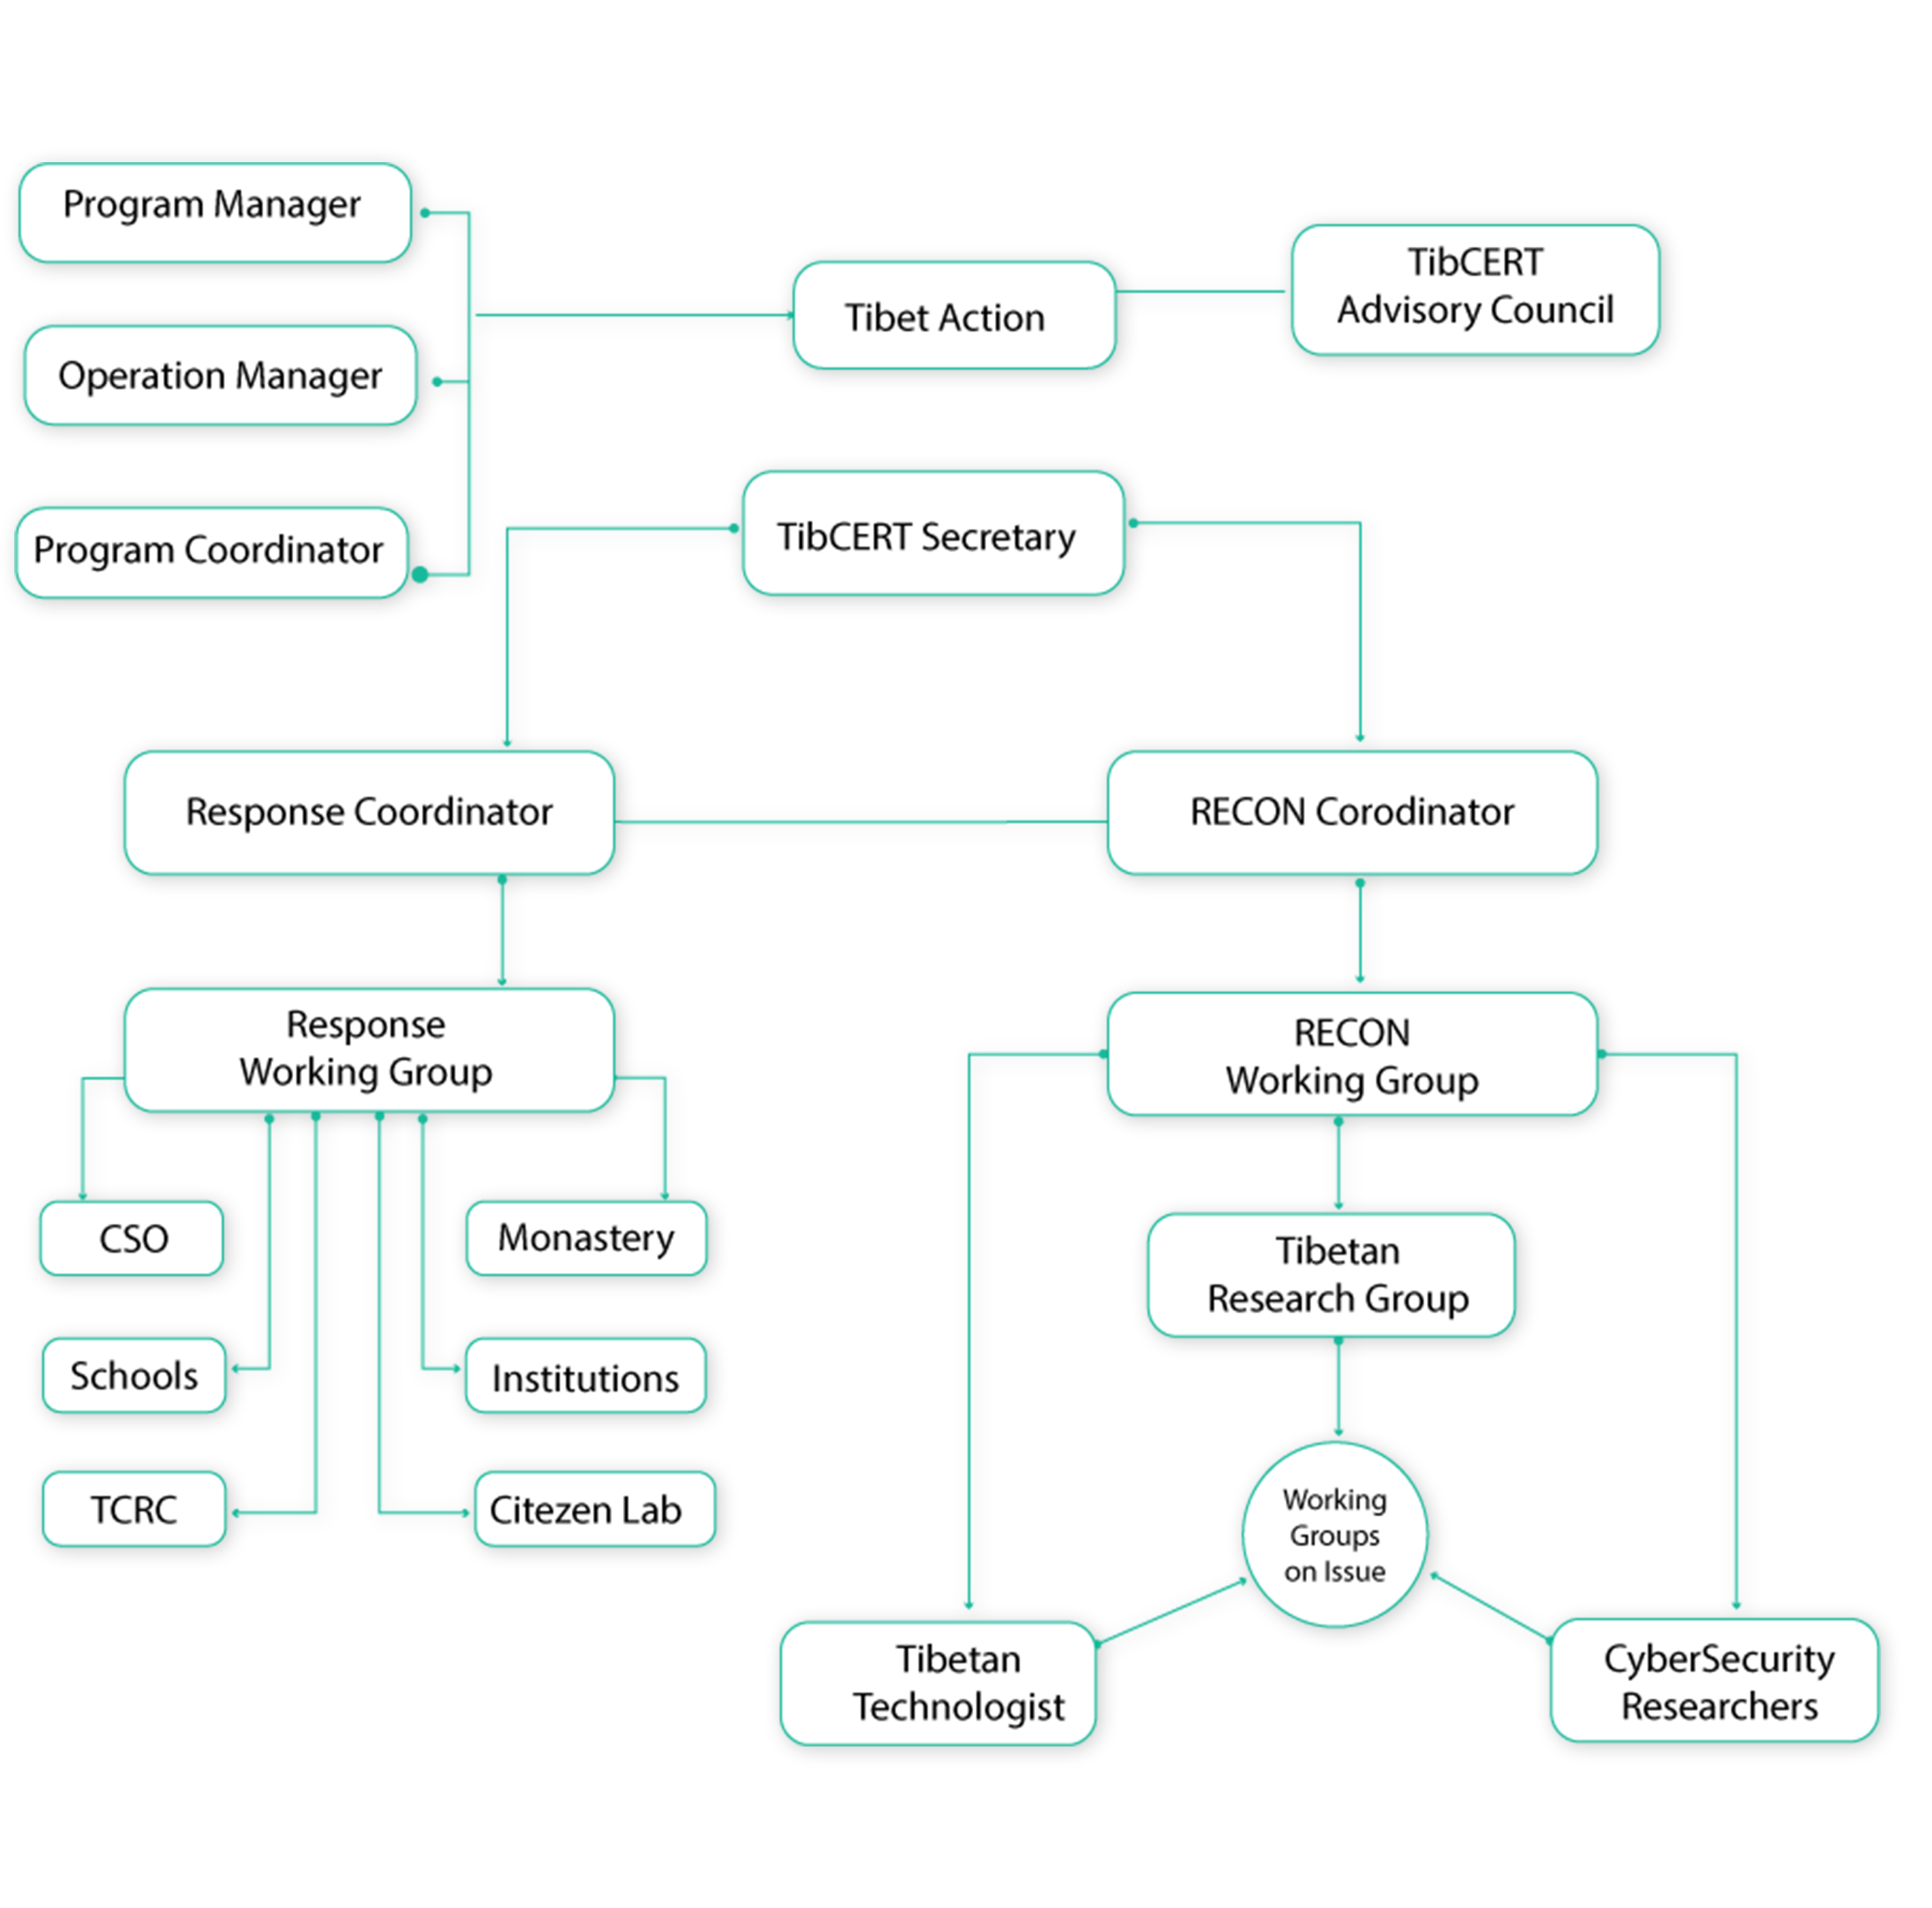 Program Manager
TibCERT
Advisory Council
Tibet Action
Operation Manager
TibCERT Secretary
Program Coordinator
Response Coordinator
RECON Corodinator
Response
Working Group
RECON
Working Group
CSO
Monastery
Tibetan
Research Group
Schools
Institutions
TCRC
Citezen Lab
Working
Groups
on Issue
Tibetan
Technologist
CyberSecurity
Researchers